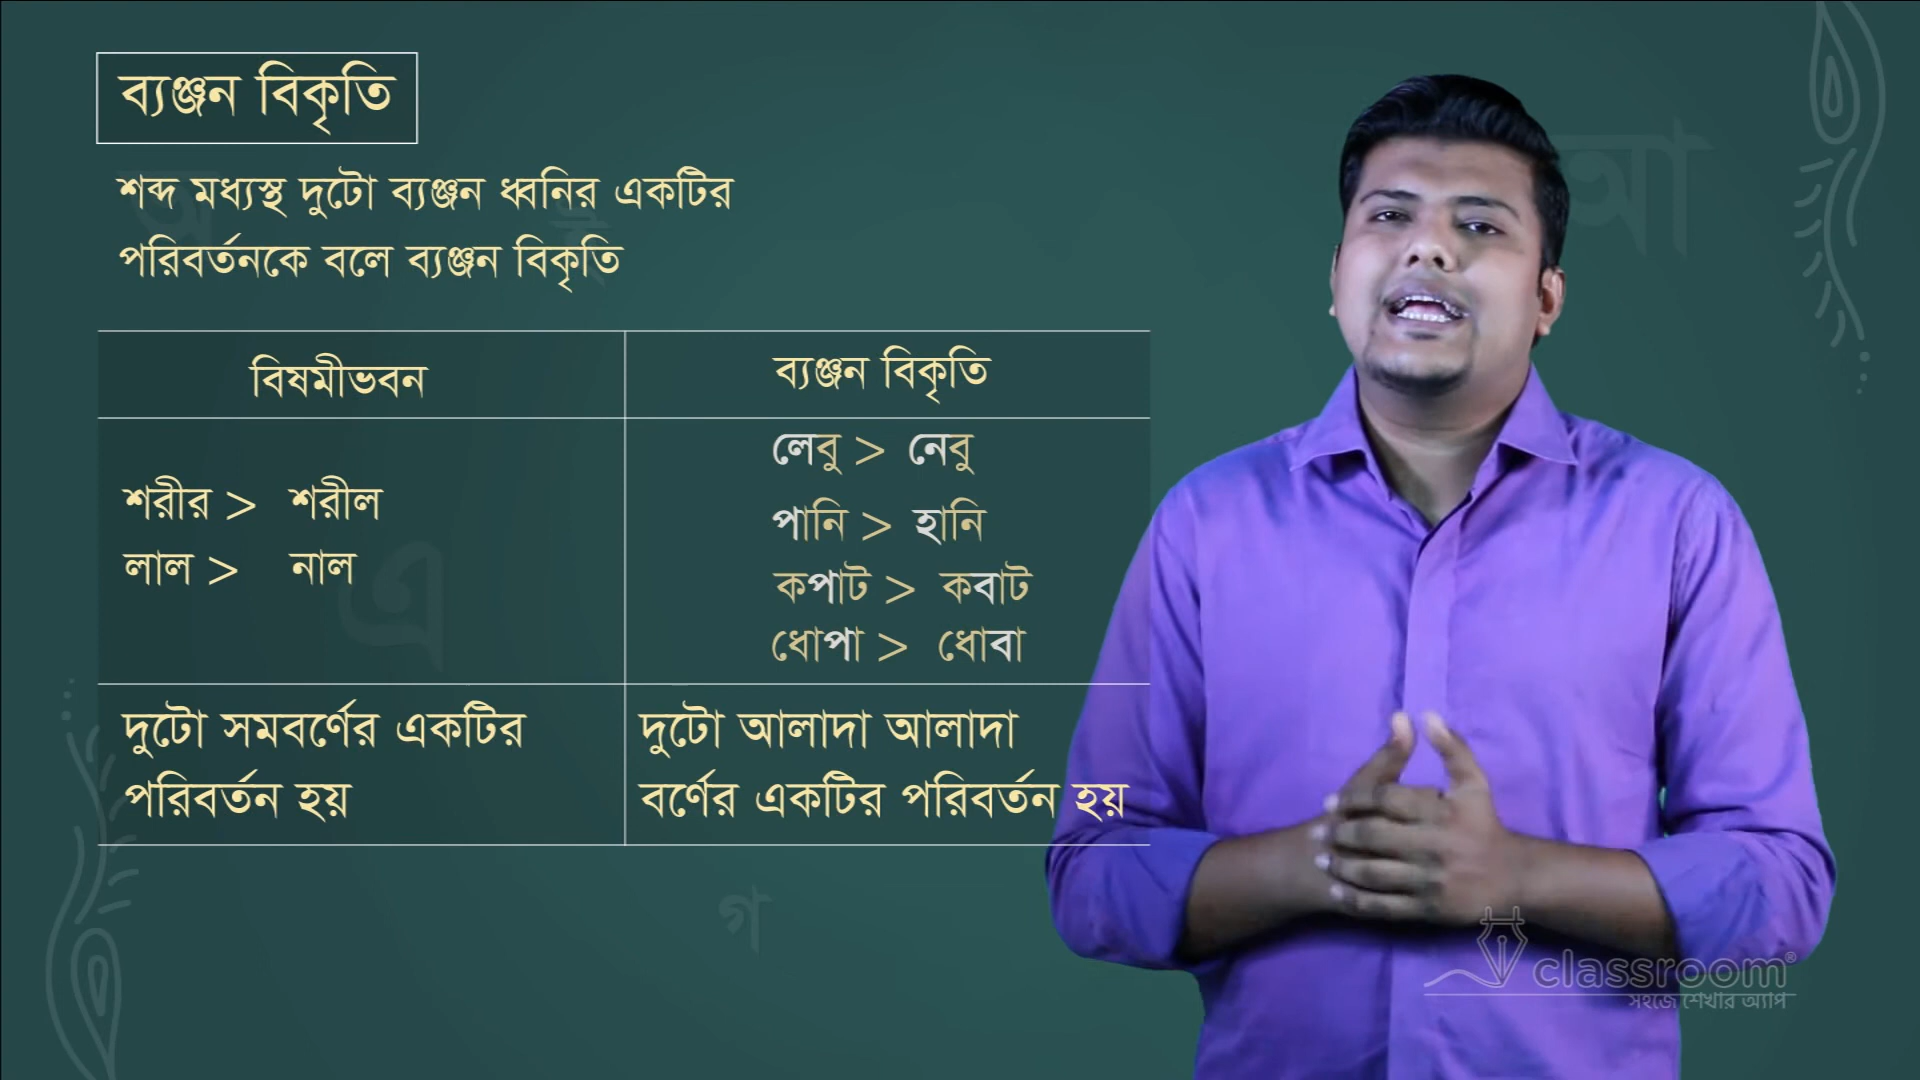 ব্যঞ্জন বিকৃতি
শব্দ মধ্যস্থ দুটো ব্যঞ্জন ধ্বনির একটির
পরিবর্তনকে বলে ব্যঞ্জন বিকৃতি
বিষমীভবন
ব্যঞ্জন বিকৃতি
শরীর > শরীল
লাল > নাল
লেবু > নেবু
পানি > হানি
কপাট > কবাট
ধোপা > ধোবা
দুটো সমবর্ণের একটির
পরিবর্তন হয়
দুটো আলাদা আলাদা
বর্ণের একটির পরিবর্তন হয়
আ
এ
গ
classroom®
সহজে শেখার অ্যাপ